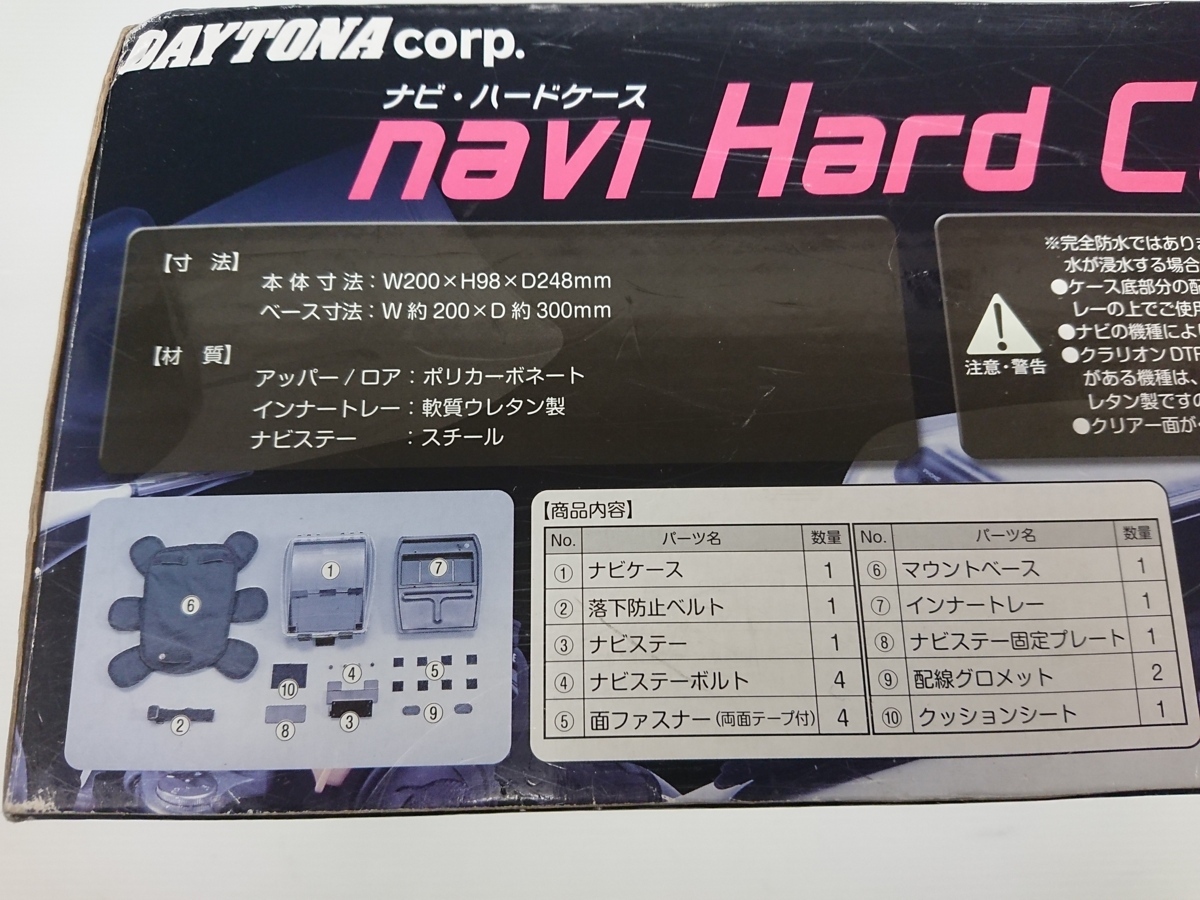 DAYTONA corp.
ナビ・ハードケース
navi Hard C
【寸 法】
本体寸法：W200×H98×D248mm
ベース寸法：W 約 200×D 約 300mm
【材 質】
アッパー/ロア：ポリカーボネート
インナートレー：軟質ウレタン製
ナビステー ：スチール
※完全防水ではあり
水が浸水する場合
●ケース底部分の配
レーの上でご使用
●ナビの機種によ
●クラリオン DTR
がある機種は、
レタン製ですの
●クリアー面が
注意・警告
【商品内容】
No. パーツ名 数量 No. パーツ名 数量
① ナビケース 1 ⑥ マウントベース 1
② 落下防止ベルト 1 ⑦ インナートレー 1
③ ナビステー 1 ⑧ ナビステー固定プレート 1
④ ナビステーボルト 4 ⑨ 配線グロメット 2
⑤ 面ファスナー(両面テープ付) 4 ⑩ クッションシート 1
⑥
①
⑦
⑩
④
⑤
②
⑧
③
⑨